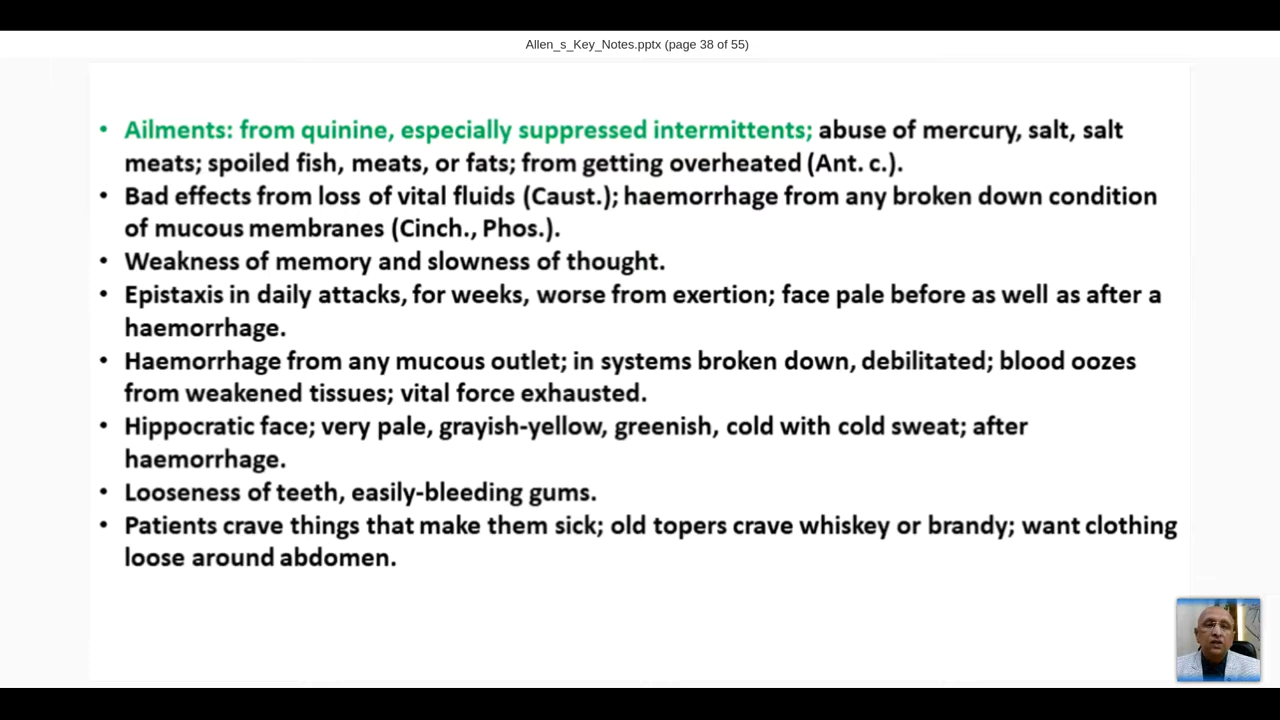 Allen_s_Key_Notes.pptx (page 38 of 55)
• Ailments: from quinine, especially suppressed intermittents; abuse of mercury, salt, salt
meats; spoiled fish, meats, or fats; from getting overheated (Ant. c.).
• Bad effects from loss of vital fluids (Caust.); haemorrhage from any broken down condition
of mucous membranes (Cinch., Phos.).
• Weakness of memory and slowness of thought.
• Epistaxis in daily attacks, for weeks, worse from exertion; face pale before as well as after a
haemorrhage.
• Haemorrhage from any mucous outlet; in systems broken down, debilitated; blood oozes
from weakened tissues; vital force exhausted.
• Hippocratic face; very pale, grayish-yellow, greenish, cold with cold sweat; after
haemorrhage.
• Looseness of teeth, easily-bleeding gums.
• Patients crave things that make them sick; old topers crave whiskey or brandy; want clothing
loose around abdomen.